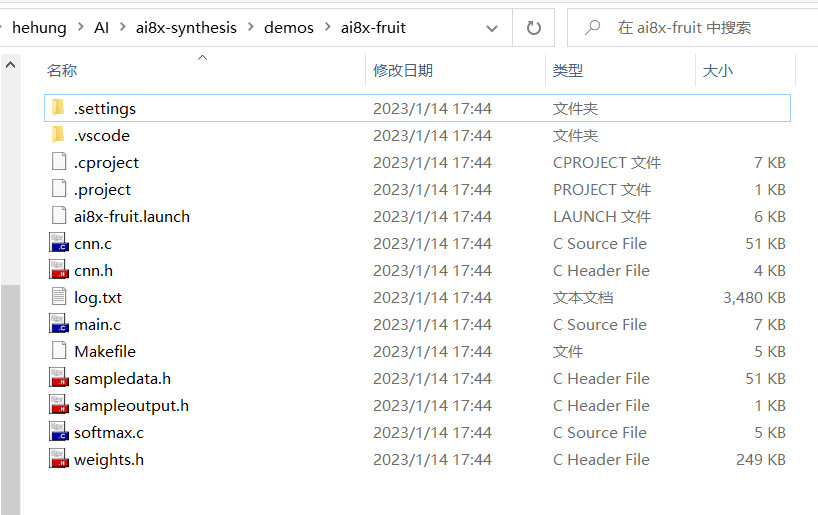 hehung > AI > ai8x-synthesis > demos > ai8x-fruit 在 ai8x-fruit 中搜索
名称 修改日期 类型 大小
.settings 2023/1/14 17:44 文件夹
.vscode 2023/1/14 17:44 文件夹
.cproject 2023/1/14 17:44 CPROJECT 文件 7 KB
.project 2023/1/14 17:44 PROJECT 文件 1 KB
ai8x-fruit.launch 2023/1/14 17:44 LAUNCH 文件 6 KB
cnn.c 2023/1/14 17:44 C Source File 51 KB
cnn.h 2023/1/14 17:44 C Header File 4 KB
log.txt 2023/1/14 17:44 文本文档 3,480 KB
main.c 2023/1/14 17:44 C Source File 7 KB
Makefile 2023/1/14 17:44 文件 5 KB
sampledata.h 2023/1/14 17:44 C Header File 51 KB
sampleoutput.h 2023/1/14 17:44 C Header File 1 KB
softmax.c 2023/1/14 17:44 C Source File 5 KB
weights.h 2023/1/14 17:44 C Header File 249 KB